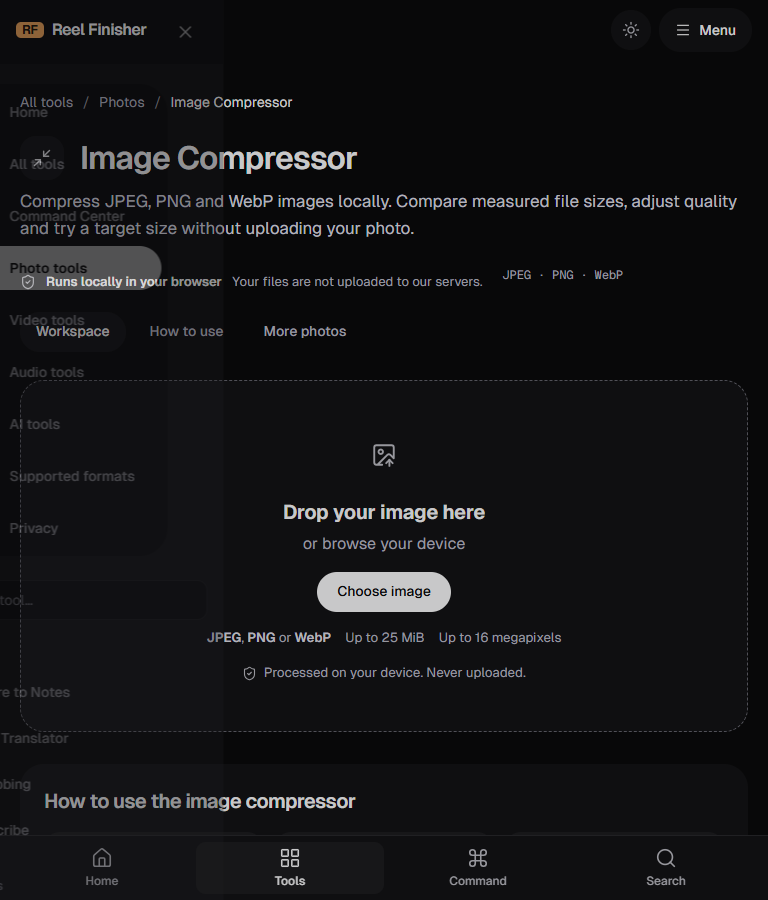 RF Reel Finisher
Menu
All tools / Photos / Image Compressor
Home
Image Compressor
All tools
Compress JPEG, PNG and WebP images locally. Compare measured file sizes, adjust quality
Command Center
and try a target size without uploading your photo.
Photo tools
Runs locally in your browser Your files are not uploaded to our servers. JPEG · PNG · WebP
Video tools
Workspace How to use More photos
Audio tools
AI tools
Supported formats
Privacy
Drop your image here
or browse your device
Choose image
tool...
JPEG, PNG or WebP Up to 25 MiB Up to 16 megapixels
Processed on your device. Never uploaded.
to Notes
Translator
How to use the image compressor
Home Tools Command Search